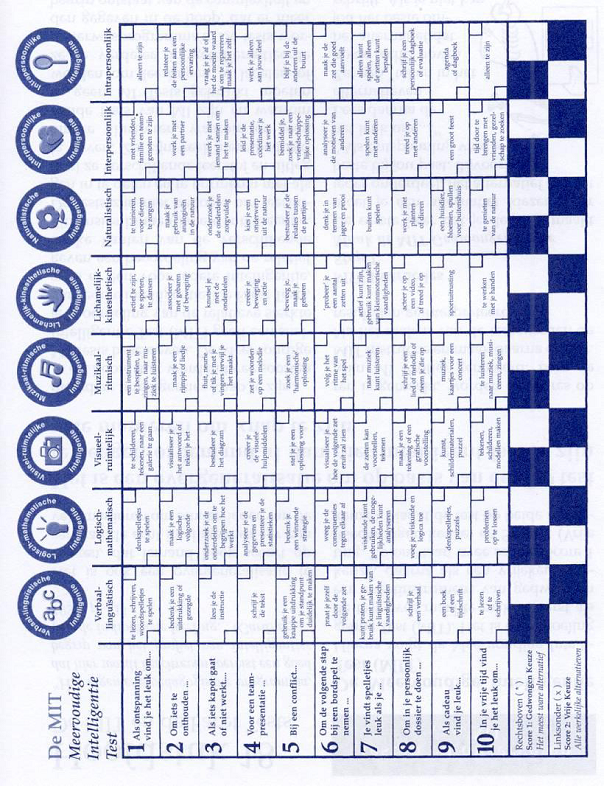 De MIT
Meervoudige
Intelligentie
Test
Verbaal-linguïstische Intelligentie
abc
Verbaal-
linguïstisch
Logisch-mathematische Intelligentie
Logisch-
mathematisch
Visueel-ruimtelijke Intelligentie
Visueel-
ruimtelijk
Muzikaal-ritmische Intelligentie
Muzikaal-
ritmisch
Lichamelijk-kinesthetische Intelligentie
Lichamelijk-
kinesthetisch
Naturalistische Intelligentie
Naturalistisch
Interpersoonlijke Intelligentie
Interpersoonlijk
Intrapersoonlijke Intelligentie
Intrapersoonlijk
1 Als ontspanning
vind je het leuk om...
te lezen, schrijven,
woordspelletjes
te spelen
denkspelletjes
te spelen
te schilderen,
tekenen, naar een
galerie te gaan
een instrument
te bespelen, te
zingen, naar mu-
ziek te luisteren
actief te zijn,
te sporten,
te dansen
te tuinieren,
voor dieren
te zorgen
met vrienden,
familie en team-
genoten te zijn
alleen te zijn
2 Om iets te
onthouden ...
bedenk je een
uitdrukking of
gezegde
maak je een
logische
volgorde
visualiseer je
het antwoord of
teken je het
maak je een
rijmpje of liedje
associeer je
met gebaren
of beweging
maak je
gebruik van
analogieën
in de natuur
werk je met
een partner
relateer je
de feiten aan een
persoonlijke
ervaring
3 Als iets kapot gaat
of niet werkt...
lees je de
instructie
onderzoek je de
onderdelen om te
begrijpen hoe het
werkt
bestudeer je
het diagram
fluit, neurie
of tik je met je
vingers terwijl je
het maakt
knutsel je
met de
onderdelen
onderzoek je
de onderdelen
zorgvuldig
werk je met
iemand samen om
het te maken
vraag je je af of
het de moeite waard
is om te repareren,
maak je het zelf
4 Voor een team-
presentatie ...
schrijf je
de tekst
analyseer je de
gegevens en
presenteer je de
statistieken
creëer je
de visuele
hulpmiddelen
zet je woorden
op een melodie
creëer je
beweging
en actie
kies je een
onderwerp
uit de natuur
leid je de
presentatie,
coördineer je
het werk
werk je alleen
aan jouw deel
5 Bij een conflict...
gebruik je een
knappe uitdrukking
om je standpunt
duidelijk te maken
bedenk je
een winnende
strategie
stel je je een
oplossing voor
zoek je een
'harmonische'
oplossing
beweeg je,
maak je
gebaren
bestudeer je de
relaties tussen
de partijen
bemiddel je,
zoek je naar een
vriendschappe-
lijke oplossing
blijf je bij de
anderen uit de
buurt
6 Om de volgende stap
bij een bordspel te
nemen ...
praat je jezelf
door de
volgende zet
weeg je de
consequenties
tegen elkaar af
visualiseer je
hoe de volgende zet
eruit zal zien
volg je het
ritme van
het spel
'probeer' je
een aantal
zetten uit
denk je in
termen van
jager en prooi
analyseer je
de motieven van
anderen
maak je de
zet die goed
aanvoelt
7 Je vindt spelletjes
leuk als je ...
kunt praten, je ge-
bruik kunt maken van
je linguïstische
vaardigheden
wiskunde kunt
gebruiken, de moge-
lijkheden kunt
analyseren
de zetten kan
voorstellen,
tekenen
naar muziek
kunt luisteren
actief kunt zijn,
gebruik kunt maken
van kleinmotorische
vaardigheden
buiten kunt
spelen
spelen kunt
met anderen
alleen kunt
spelen, alleen
de zetten kunt
bepalen
8 Om in je persoonlijk
dossier te doen ...
schrijf je
een verslag
voeg je wiskunde en
logica toe
maak je een
tekening of een
grafische
voorstelling
schrijf je een
lied of melodie of
neem je die op
acteer je op
een video,
of treed je op
werk je met
planten
of dieren
treed je op
met anderen
schrijf je een
persoonlijk dagboek
of evaluatie
9 Als cadeau
vind je leuk...
een boek
of een
tijdschrift
denkspelletjes,
puzzels
kunst,
schildermaterialen,
puzzel
muziek,
kaartjes voor een
concert
sportuitrusting
een huisdier,
bloemen, spullen
voor buitenshuis
een groot feest
agenda
of dagboek
10 In je vrije tijd vind
je het leuk om ...
te lezen
of te
schrijven
problemen
op te lossen
tekenen,
schilderen,
modellen maken
te luisteren
naar muziek, musi-
ceren, zingen
te werken
met je handen
te genieten
van de natuur
tijd door te
brengen met
vrienden, gezel-
schap te zoeken
alleen te zijn
Rechtsboven ( * )
Score 1: Gedwongen Keuze
Het meest ware alternatief
Linksonder ( x )
Score 2: Vrije Keuze
Alle werkelijke alternatieven